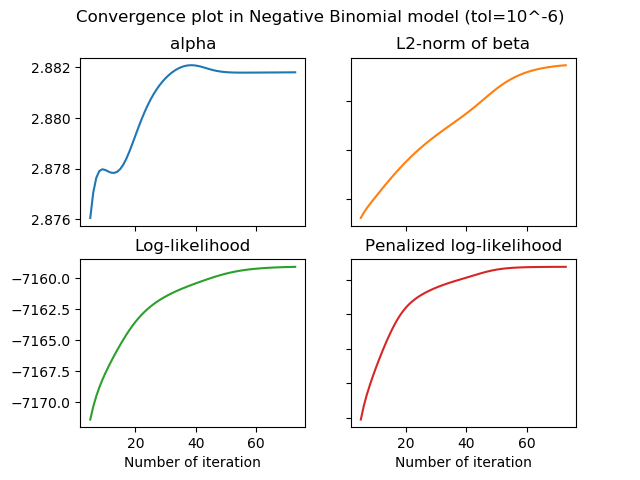 Convergence plot in Negative Binomial model (tol=10^-6)
alpha
L2-norm of beta
2.882
2.880
2.878
2.876
Log-likelihood
Penalized log-likelihood
−7160.0
−7162.5
−7165.0
−7167.5
−7170.0
20 40 60
20 40 60
Number of iteration
Number of iteration